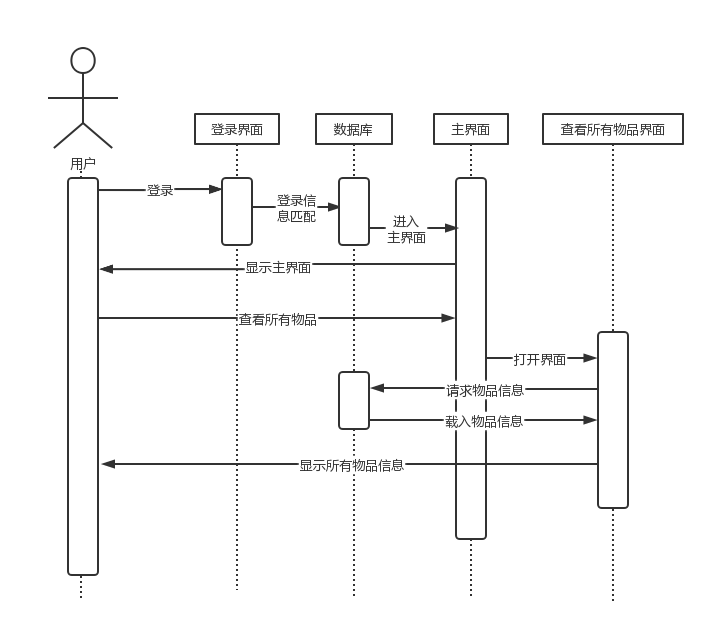 登录界面
数据库
主界面
查看所有物品界面
用户
登录
登录信
息匹配
进入
主界面
显示主界面
查看所有物品
打开界面
请求物品信息
载入物品信息
显示所有物品信息